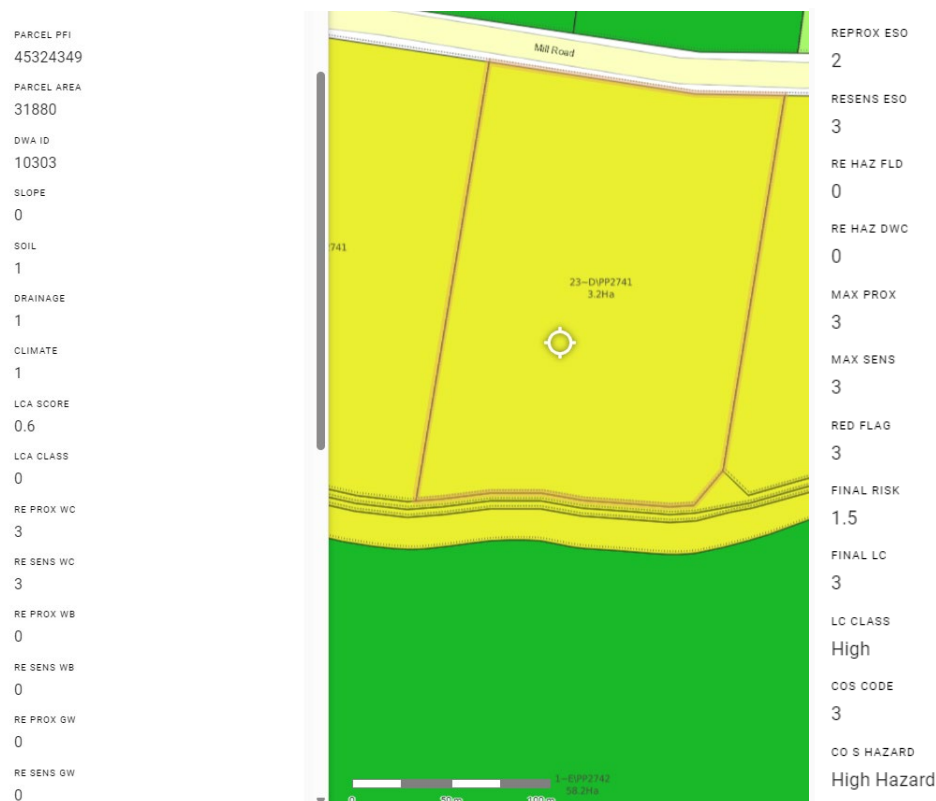 PARCEL PFI
45324349
PARCEL AREA
31880
DWA ID
10303
SLOPE
0
SOIL
1
DRAINAGE
1
CLIMATE
1
LCA SCORE
0.6
LCA CLASS
0
RE PROX WC
3
RE SENS WC
3
RE PROX WB
0
RE SENS WB
0
RE PROX GW
0
RE SENS GW
0
Mill Road
741
23-D\PP2741
3.2Ha
1-E\PP2742
58.2Ha
0 50m 100m
REPROX ESO
2
RESENS ESO
3
RE HAZ FLD
0
RE HAZ DWC
0
MAX PROX
3
MAX SENS
3
RED FLAG
3
FINAL RISK
1.5
FINAL LC
3
LC CLASS
High
COS CODE
3
CO S HAZARD
High Hazard